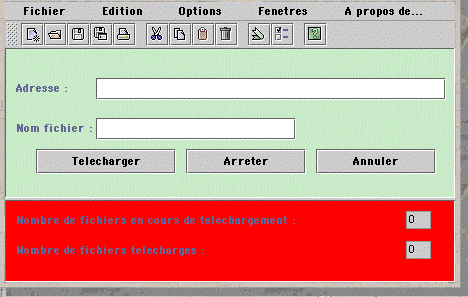 Fichier Edition Options Fenetres A propos de...
Adresse :
Nom fichier :
Telecharger Arreter Annuler
Nombre de fichiers en cours de telechargement : 0
Nombre de fichiers telecharges : 0